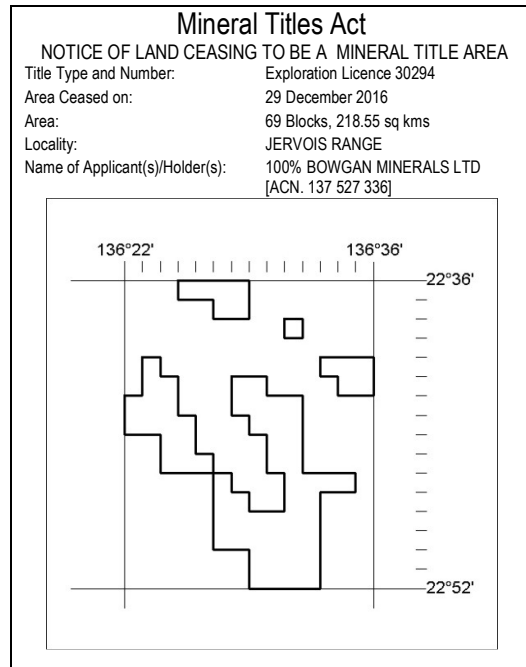 Mineral Titles Act
NOTICE OF LAND CEASING TO BE A MINERAL TITLE AREA
Title Type and Number: Exploration Licence 30294
Area Ceased on: 29 December 2016
Area: 69 Blocks, 218.55 sq kms
Locality: JERVOIS RANGE
Name of Applicant(s)/Holder(s): 100% BOWGAN MINERALS LTD
[ACN. 137 527 336]
136°22' 136°36'
22°36'
22°52'